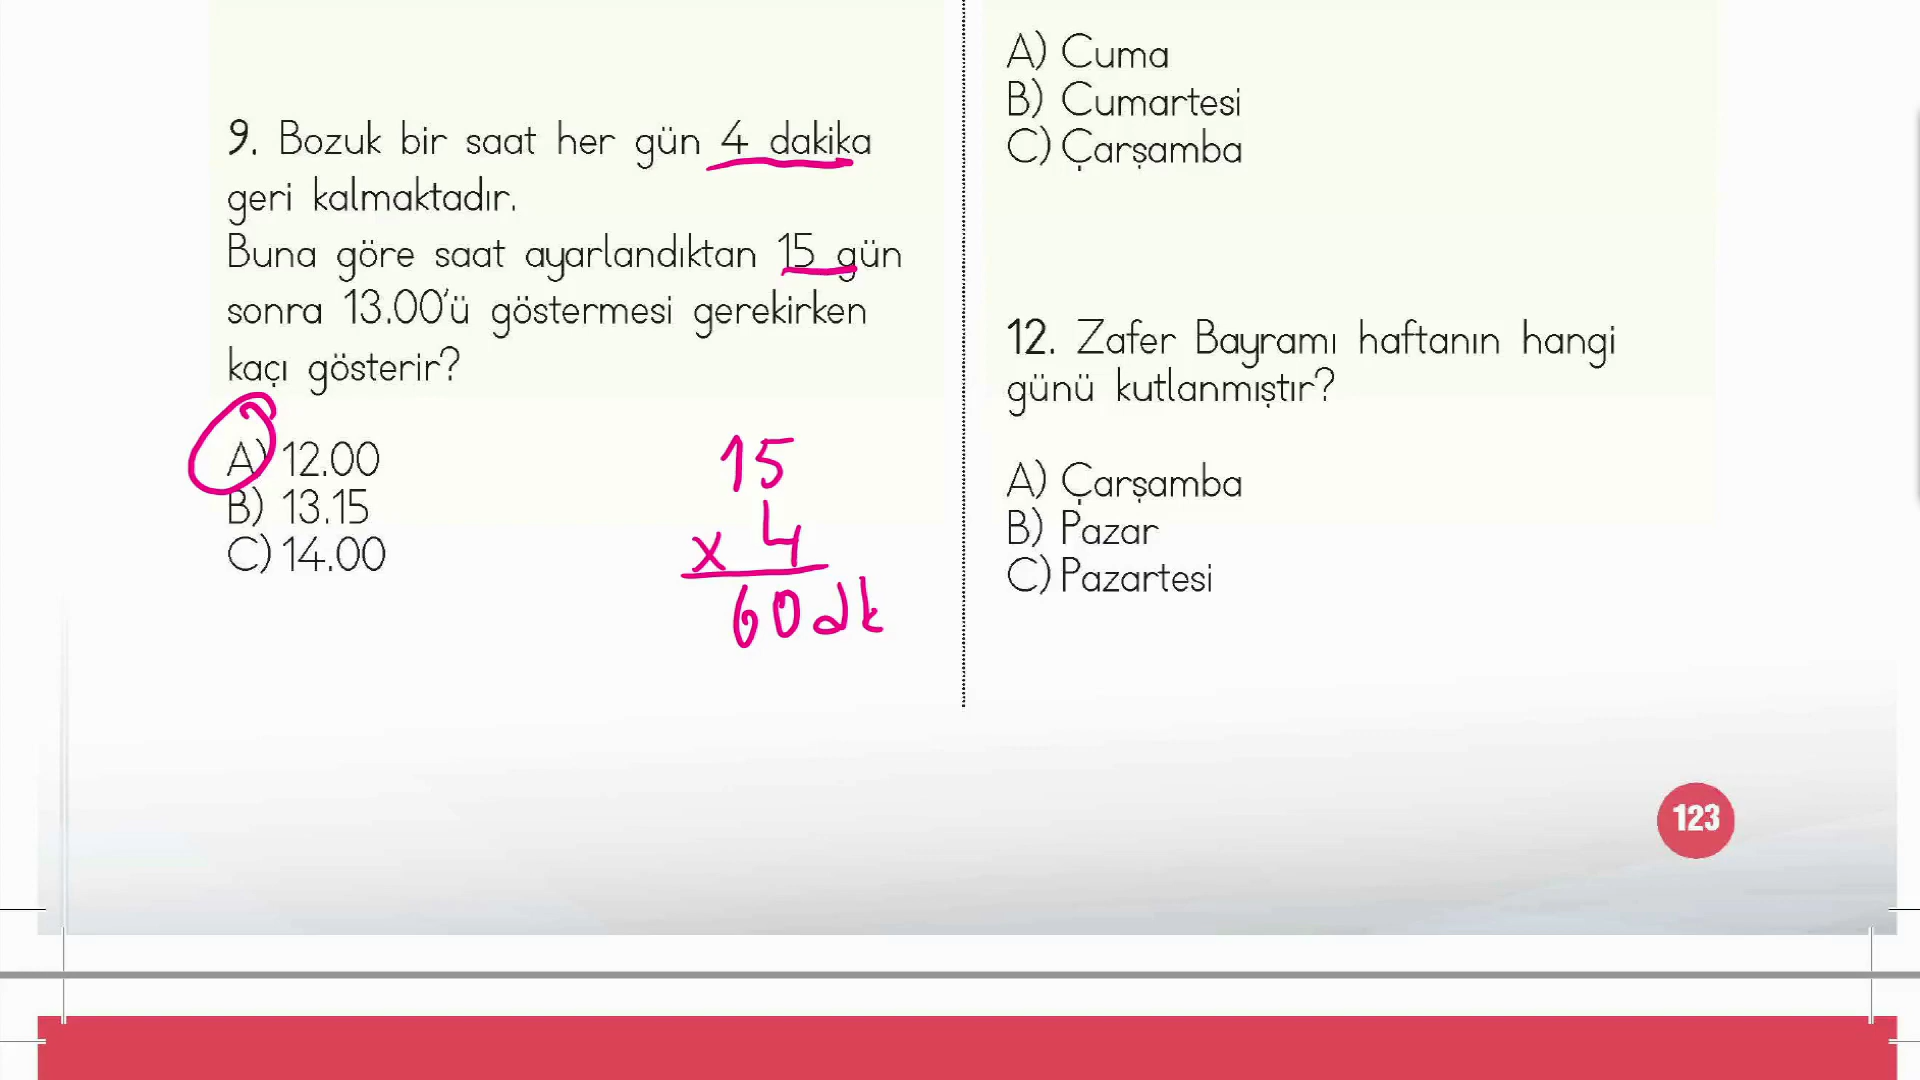 9. Bozuk bir saat her gün 4 dakika
geri kalmaktadır.
Buna göre saat ayarlandıktan 15 gün
sonra 13.00'ü göstermesi gerekirken
kaçı gösterir?
A) 12.00
B) 13.15
C) 14.00
15
x 4
60 dk
A) Cuma
B) Cumartesi
C) Çarşamba
12. Zafer Bayramı haftanın hangi
günü kutlanmıştır?
A) Çarşamba
B) Pazar
C) Pazartesi
123